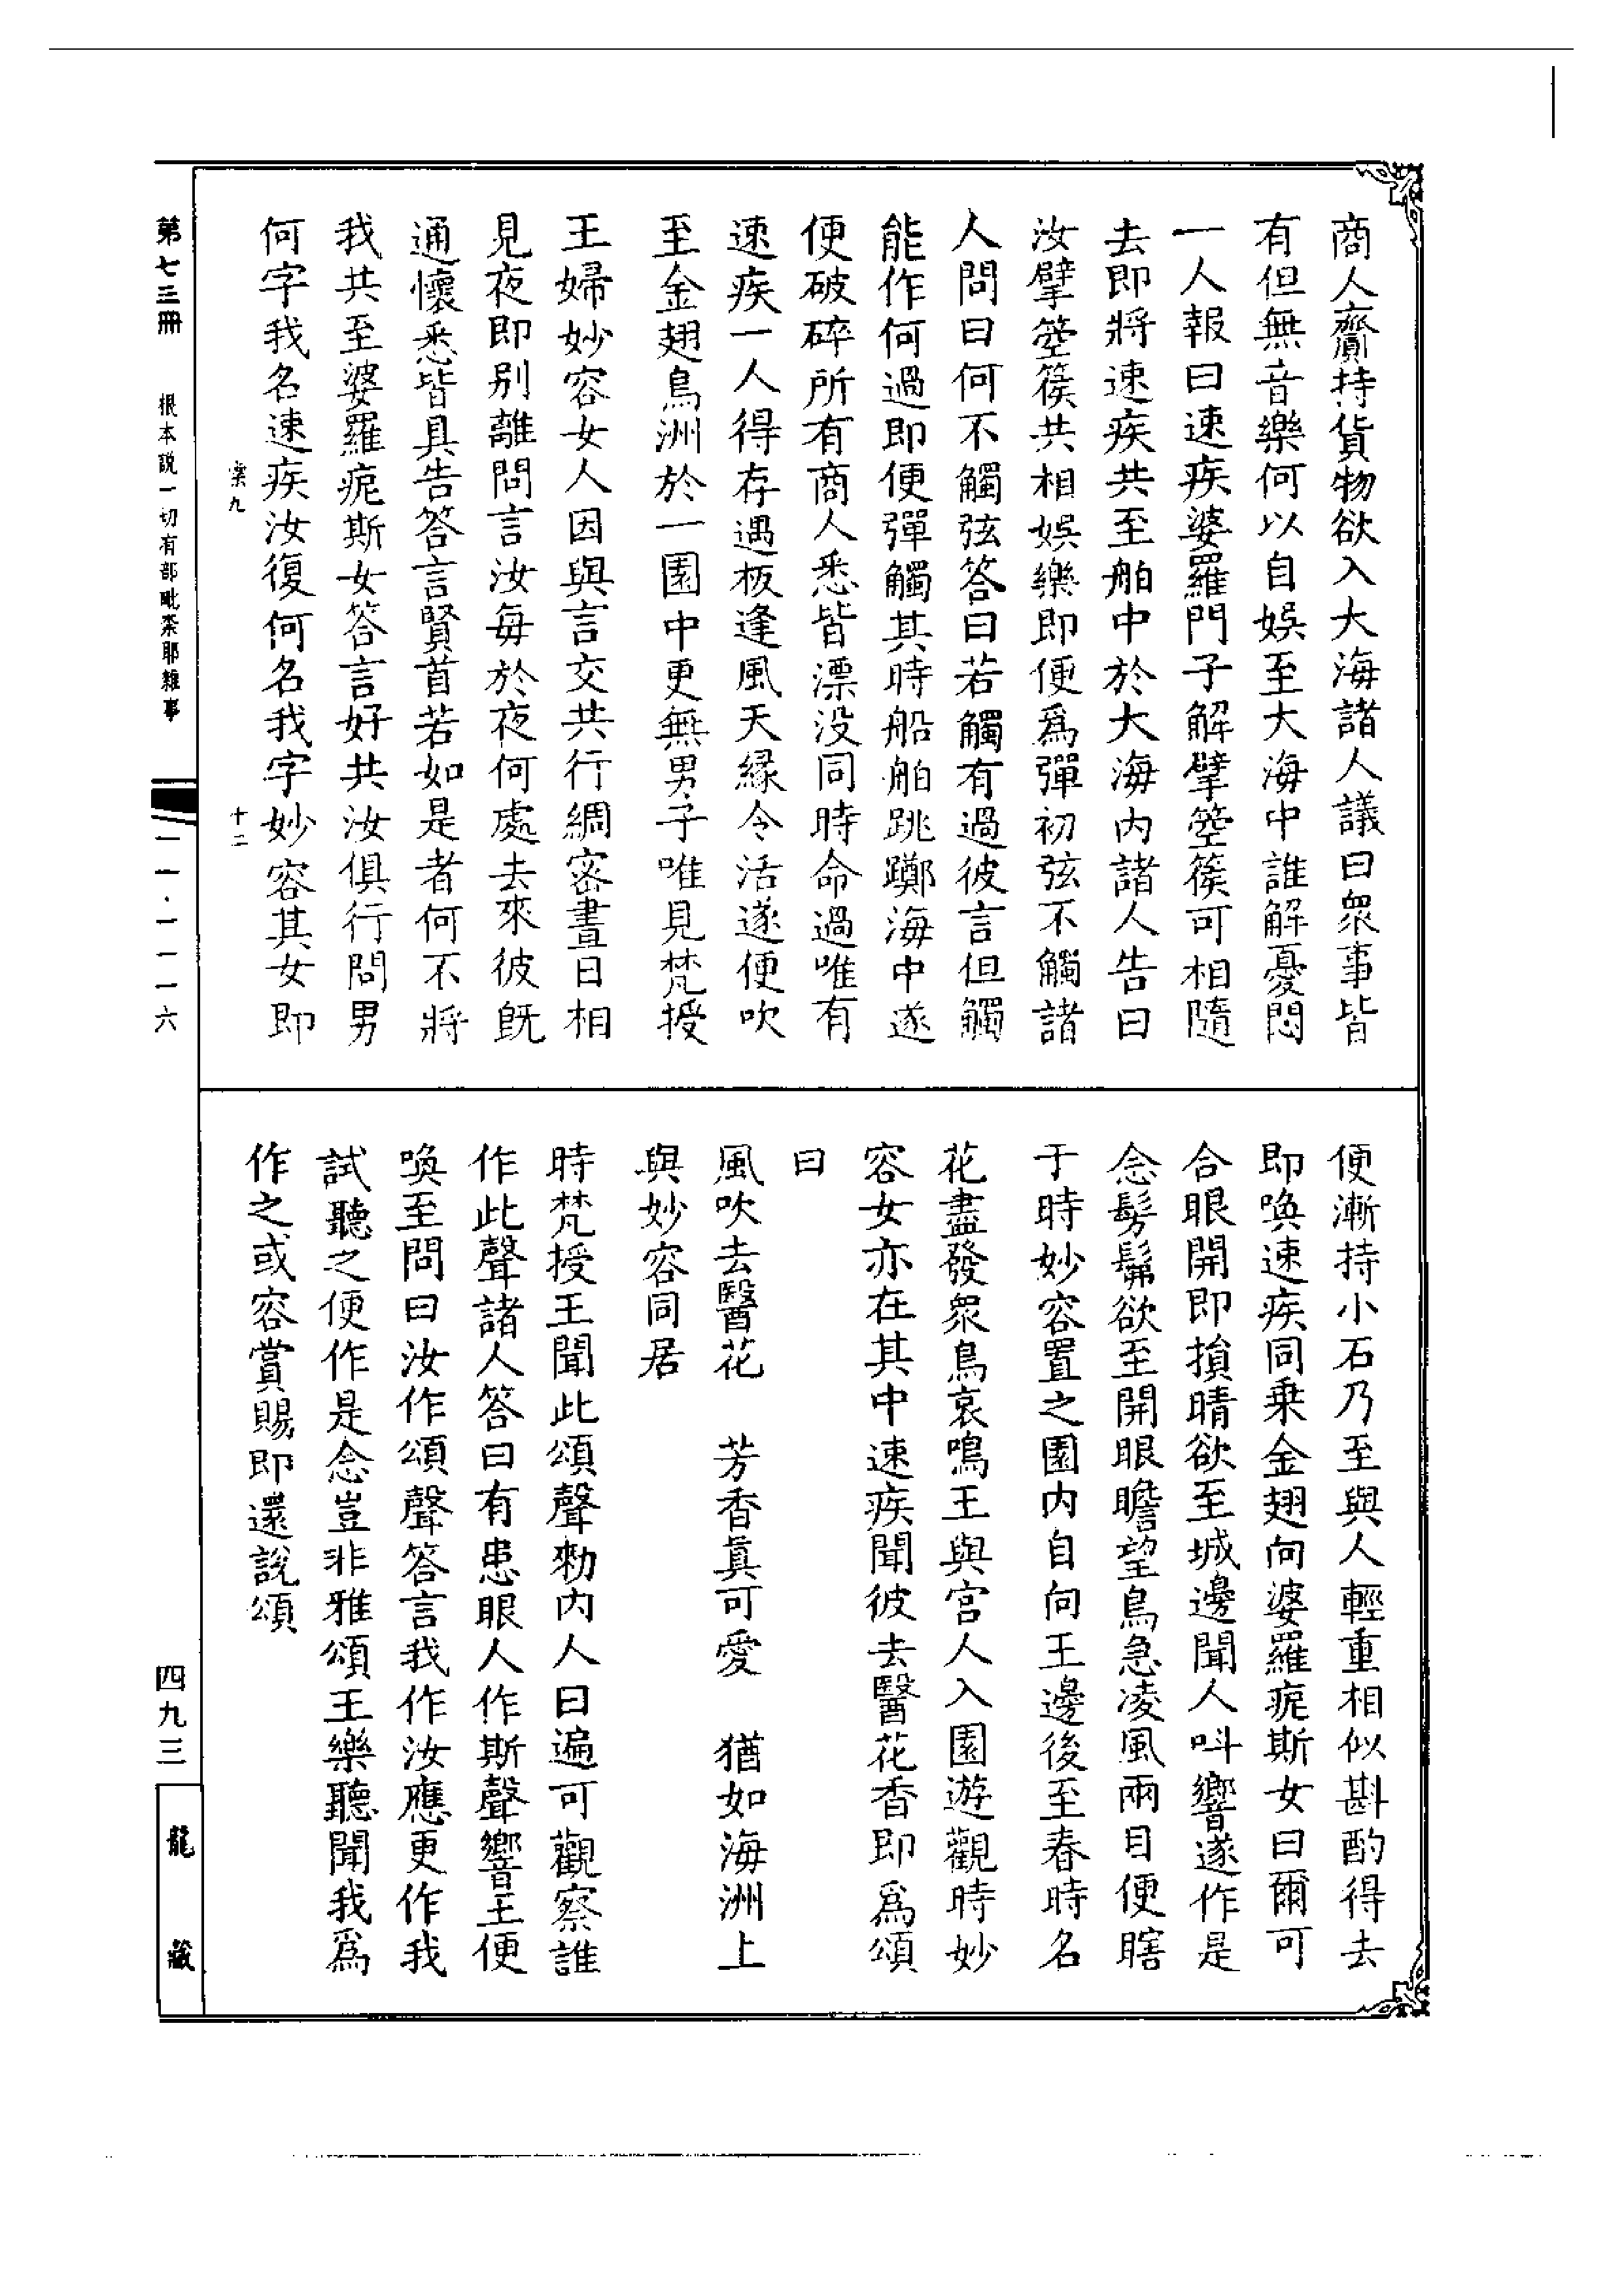 商人齎持貨物欲入大海諸人議曰眾事皆
有但無音樂何以自娛至大海中誰解憂悶
一人報曰速疾婆羅門子解擘箜篌可相隨
去即將速疾共至舶中於大海内諸人告曰
汝擘箜篌共相娛樂即便爲彈初弦不觸諸
人問曰何不觸弦答曰若觸有過彼言但觸
能作何過即便彈觸其時船舶跳躑海中遂
便破碎所有商人悉皆漂没同時命過唯有
速疾一人得存遇板逢風天緣令活遂便吹
至金翅鳥洲於一園中更無男子唯見梵授
王婦妙容女人因與言交共行綢密晝日相
見夜即别離問言汝每於夜何處去來彼旣
通懷悉皆具告答言賢首若如是者何不將
我共至婆羅痆斯女答言好共汝俱行問男
何字我名速疾汝復何名我字妙容其女即
便漸持小石乃至與人輕重相似斟酌得去
即喚速疾同乗金翅向婆羅痆斯女曰爾可
合眼開即損睛欲至城邊聞人叫響遂作是
念髣髴欲至開眼瞻望鳥急凌風兩目便瞎
于時妙容置之園内自向王邊後至春時名
花盡發眾鳥哀鳴王與宫人入園遊觀時妙
容女亦在其中速疾聞彼去醫花香即爲頌
曰
風吹去醫花　芳香眞可愛　猶如海洲上
與妙容同居
時梵授王聞此頌聲勑内人曰遍可觀察誰
作此聲諸人答曰有患眼人作斯聲響王便
喚至問曰汝作頌聲答言我作汝應更作我
試聽之便作是念豈非雅頌王樂聽聞我爲
作之或容賞賜即還説頌
第七三冊　根本説一切有部毗柰耶雜事　一一·一一一六　四九三　龍藏
九
十二